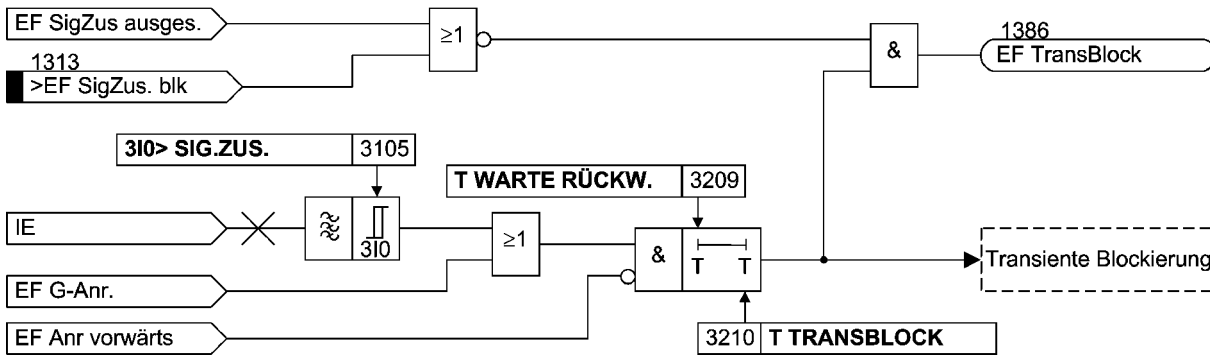 EF SigZus ausges.
≥1
1313
>EF SigZus. blk
&
1386
EF TransBlock
3I0> SIG.ZUS. 3105
T WARTE RÜCKW. 3209
IE
3I0
≥1
&
T T
Transiente Blockierung
EF G-Anr.
EF Anr vorwärts
3210 T TRANSBLOCK